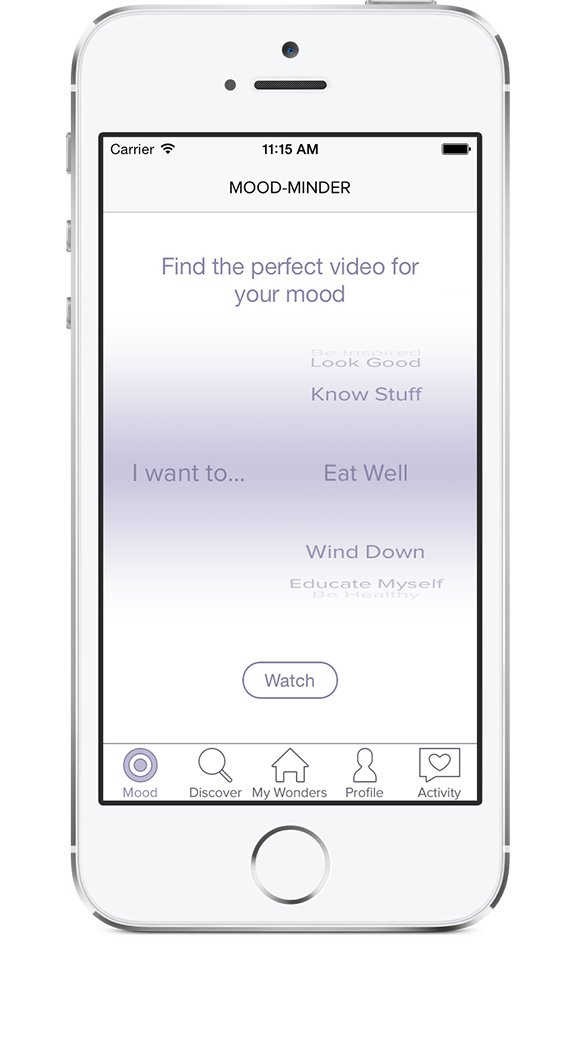 Carrier 11:15 AM
MOOD-MINDER
Find the perfect video for
your mood
Be Inspired
Look Good
Know Stuff
I want to... Eat Well
Wind Down
Educate Myself
Be Healthy
Watch
Mood Discover My Wonders Profile Activity